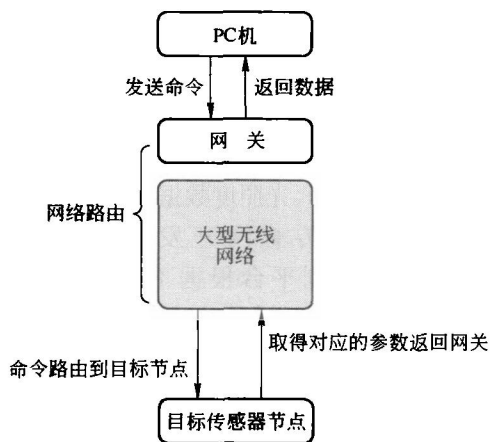 PC机
发送命令
返回数据
网 关
网络路由
大型无线
网络
取得对应的参数返回网关
命令路由到目标节点
目标传感器节点